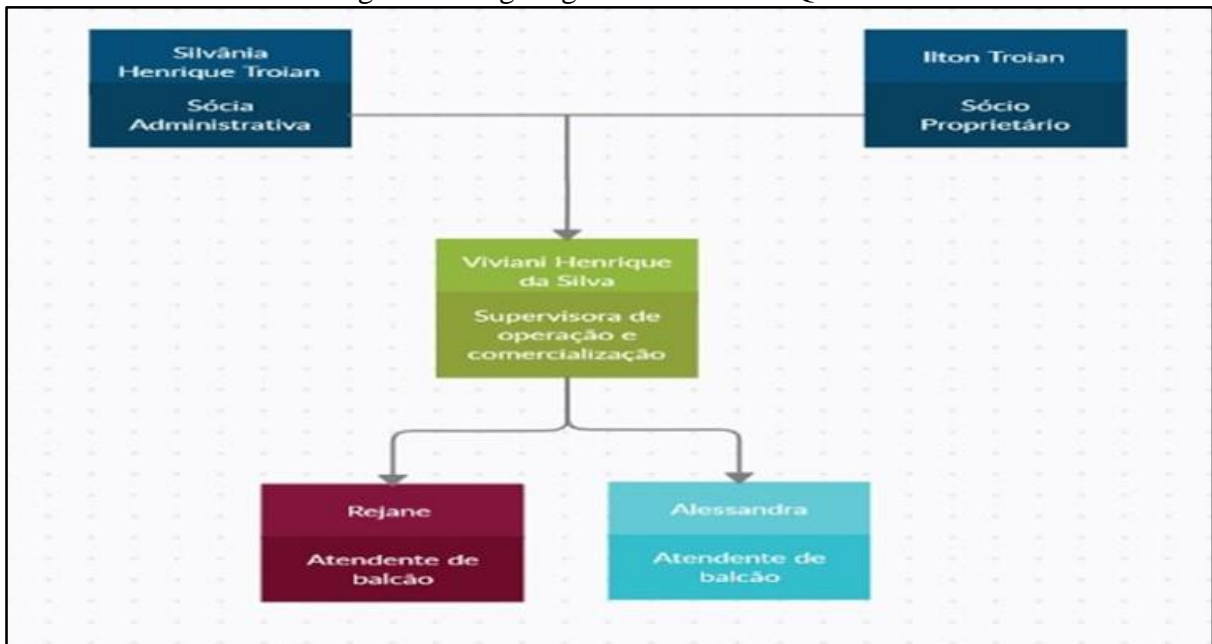 Silvânia
Henrique Troian
Sócia
Administrativa
Ilton Troian
Sócio
Proprietário
Viviani Henrique
da Silva
Supervisora de
operação e
comercialização
Rejane
Atendente de
balcão
Alessandra
Atendente de
balcão